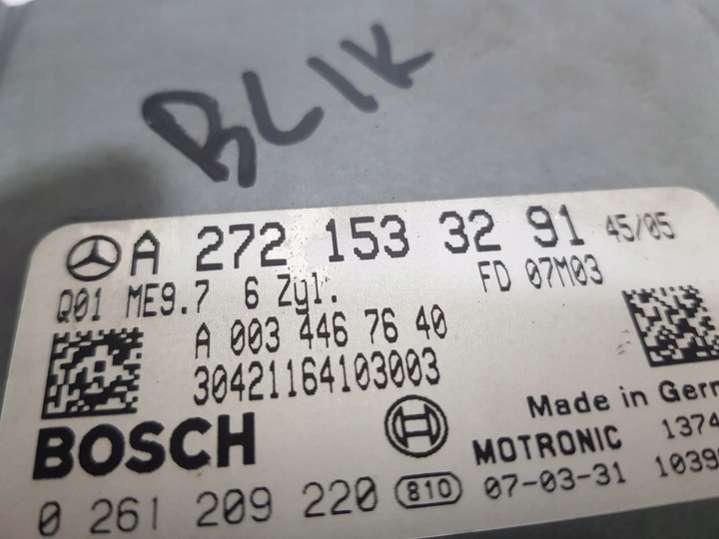 BLIK
A 272 153 32 91 45/05
Q01 ME9.7 6 Zyl. FD 07M03
A 003 446 76 40
30421164103003
Made in Germ
BOSCH MOTRONIC 1374
0 261 209 220 810 07-03-31 1039